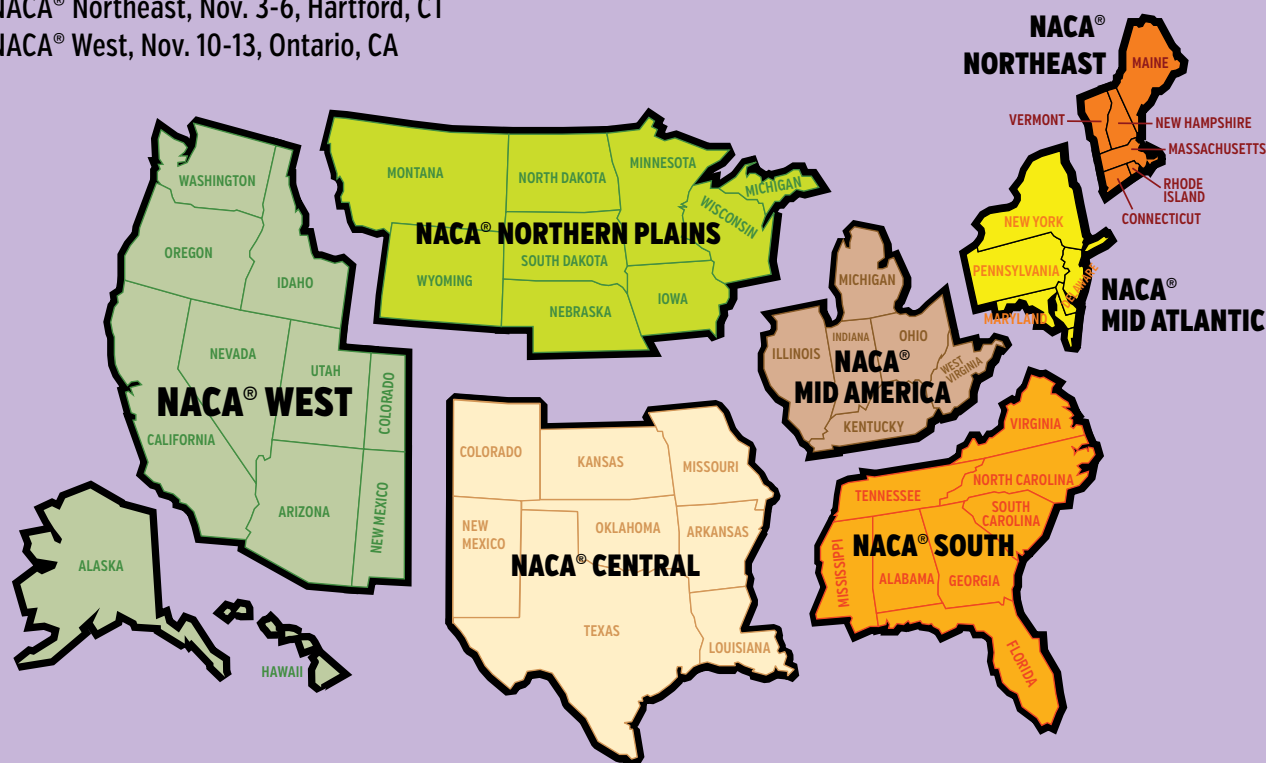 NACA® Northeast, Nov. 3-6, Hartford, CT
NACA® West, Nov. 10-13, Ontario, CA
NACA®
NORTHEAST
MAINE
VERMONT
NEW HAMPSHIRE
MASSACHUSETTS
RHODE
ISLAND
CONNECTICUT
NEW YORK
PENNSYLVANIA
DELAWARE
MARYLAND
NACA®
MID ATLANTIC
WASHINGTON
OREGON
IDAHO
NEVADA
UTAH
COLORADO
NACA® WEST
CALIFORNIA
ARIZONA
NEW MEXICO
ALASKA
HAWAII
MONTANA
NORTH DAKOTA
MINNESOTA
MICHIGAN
WISCONSIN
NACA® NORTHERN PLAINS
WYOMING
SOUTH DAKOTA
NEBRASKA
IOWA
MICHIGAN
ILLINOIS
INDIANA
OHIO
WEST
VIRGINIA
NACA®
MID AMERICA
KENTUCKY
COLORADO
KANSAS
MISSOURI
NEW
MEXICO
OKLAHOMA
ARKANSAS
NACA® CENTRAL
TEXAS
LOUISIANA
VIRGINIA
TENNESSEE
NORTH CAROLINA
SOUTH
CAROLINA
NACA® SOUTH
MISSISSIPPI
ALABAMA
GEORGIA
FLORIDA